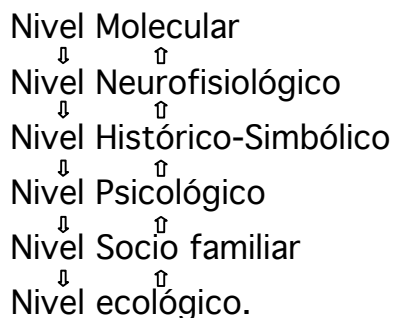 Nivel Molecular
⇩ ⇧
Nivel Neurofisiológico
⇩ ⇧
Nivel Histórico-Simbólico
⇩ ⇧
Nivel Psicológico
⇩ ⇧
Nivel Socio familiar
⇩ ⇧
Nivel ecológico.